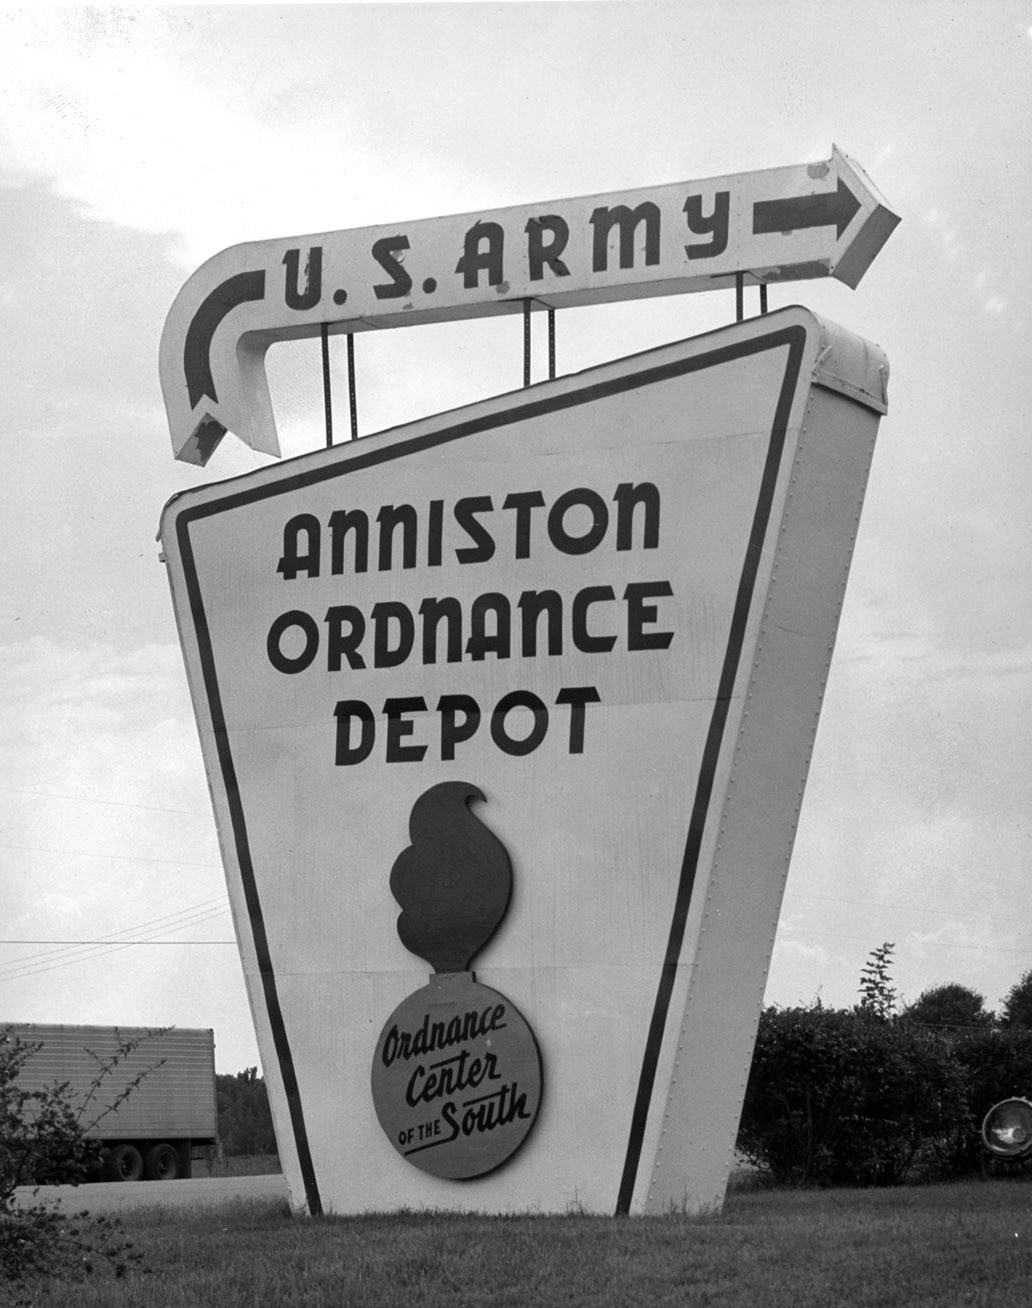 U.S. ARMY
ANNISTON
ORDNANCE
DEPOT
Ordnance
Center
OF THE South